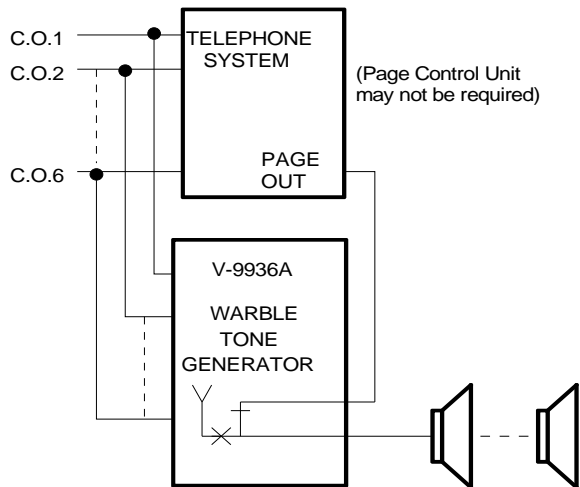 C.O.1
C.O.2
C.O.6
TELEPHONE
SYSTEM
PAGE
OUT
(Page Control Unit
may not be required)
V-9936A
WARBLE
TONE
GENERATOR